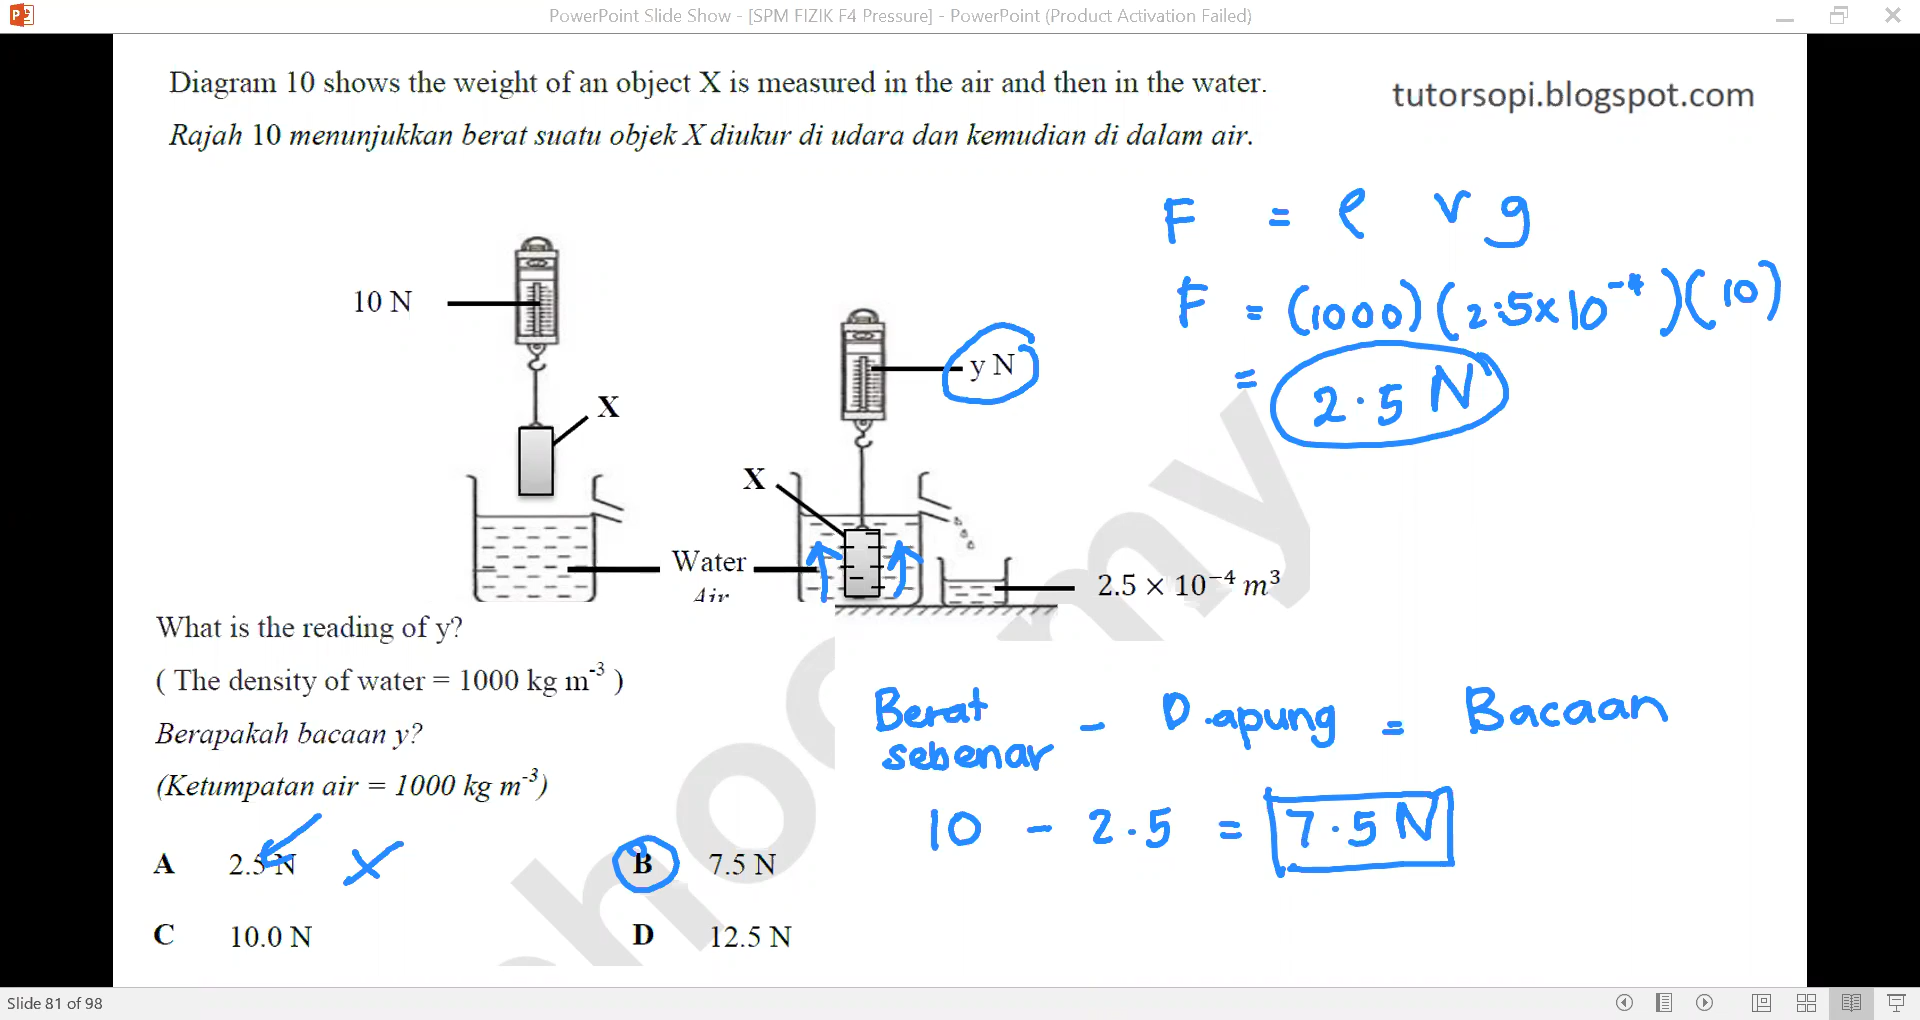 PowerPoint Slide Show - [SPM FIZIK F4 Pressure] - PowerPoint (Product Activation Failed)
Diagram 10 shows the weight of an object X is measured in the air and then in the water.
tutorsopi.blogspot.com
Rajah 10 menunjukkan berat suatu objek X diukur di udara dan kemudian di dalam air.
F = ρ v g
10 N
F = (1000)(2.5x10⁻⁴)(10)
y N
= 2.5 N
X
X
Water
Air
2.5 × 10⁻⁴ m³
What is the reading of y?
( The density of water = 1000 kg m⁻³ )
Berapakah bacaan y?
(Ketumpatan air = 1000 kg m⁻³)
Berat sebenar - D.apung = Bacaan
10 - 2.5 = 7.5 N
A 2.5 N
B 7.5 N
C 10.0 N
D 12.5 N
Slide 81 of 98